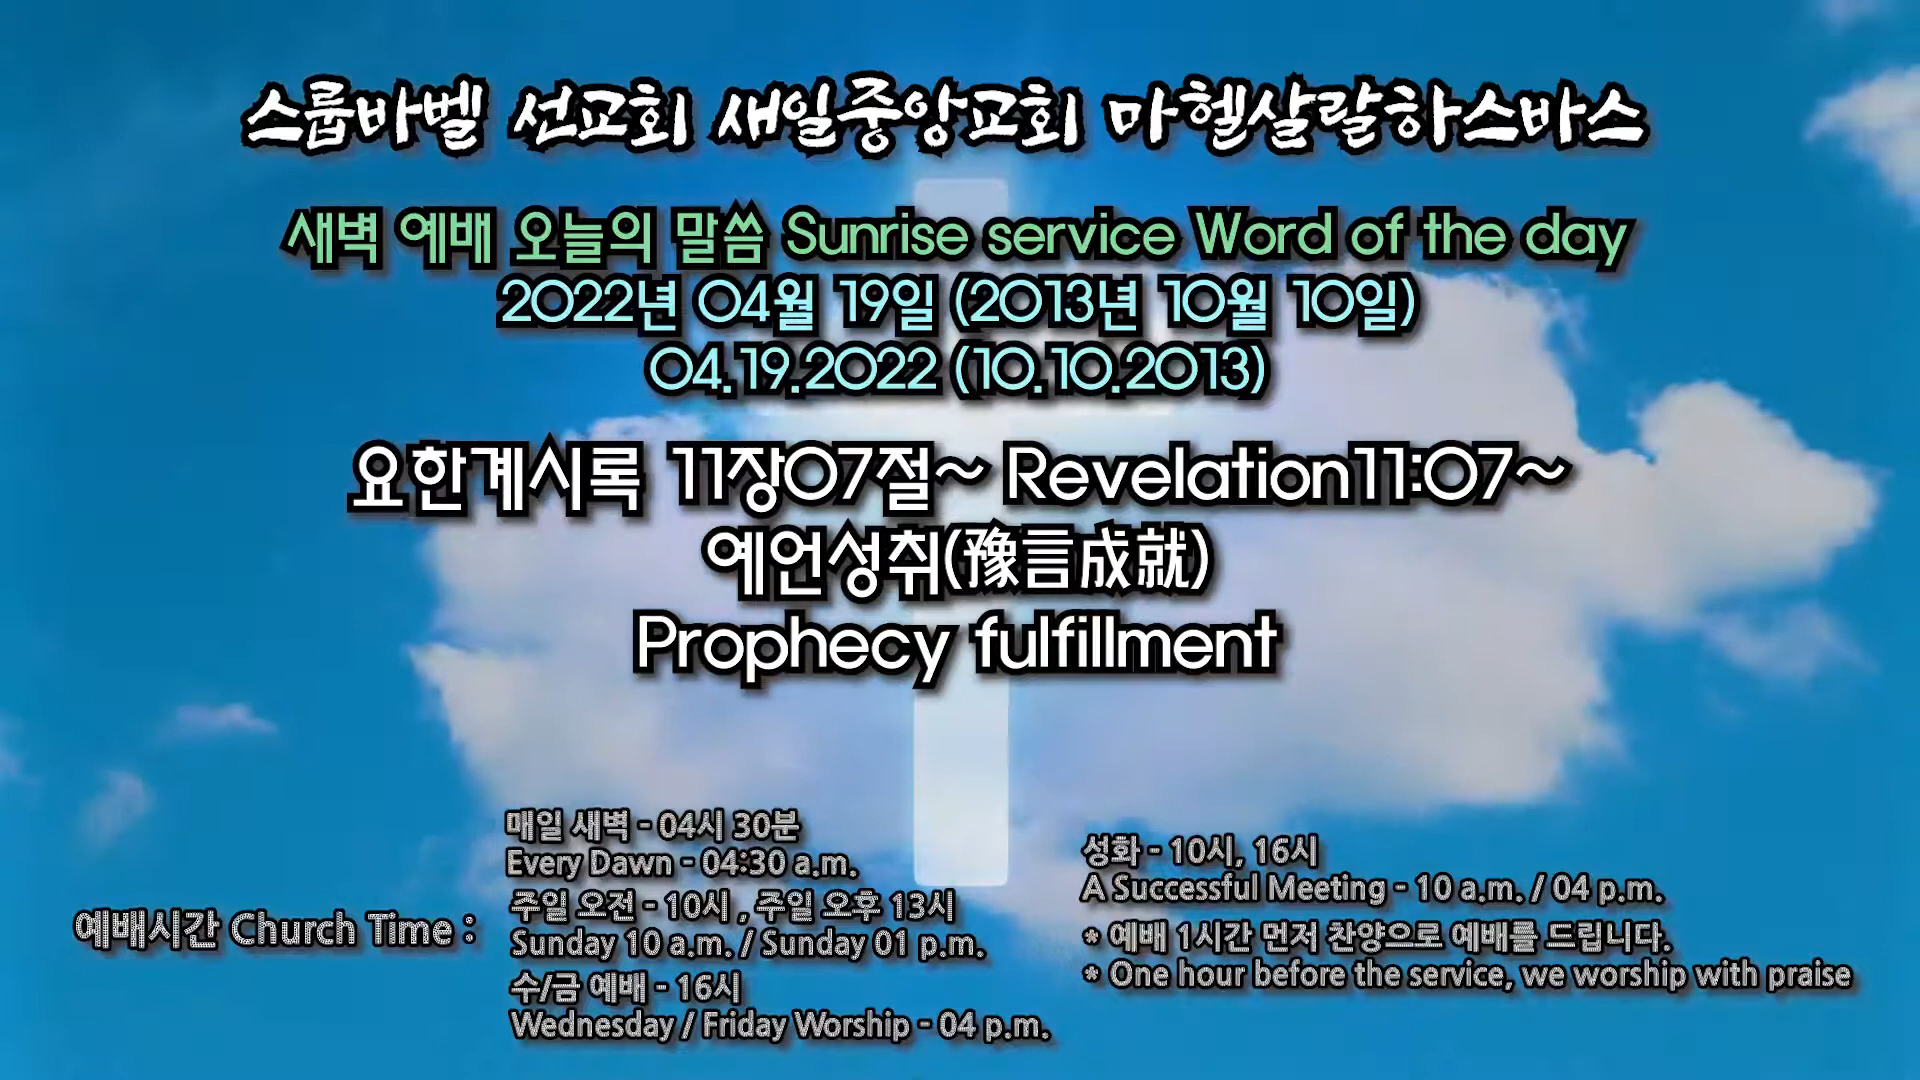 스룹바벨 선교회 새일중앙교회 마헬살랄하스바스
새벽 예배 오늘의 말씀 Sunrise service Word of the day
2022년 04월 19일 (2013년 10월 10일)
04.19.2022 (10.10.2013)
요한계시록 11장07절~ Revelation11:07~
예언성취(豫言成就)
Prophecy fulfillment
예배시간 Church Time :
매일 새벽 - 04시 30분
Every Dawn - 04:30 a.m.
주일 오전 - 10시 , 주일 오후 13시
Sunday 10 a.m. / Sunday 01 p.m.
수/금 예배 - 16시
Wednesday / Friday Worship - 04 p.m.
성화 - 10시, 16시
A Successful Meeting - 10 a.m. / 04 p.m.
* 예배 1시간 먼저 찬양으로 예배를 드립니다.
* One hour before the service, we worship with praise